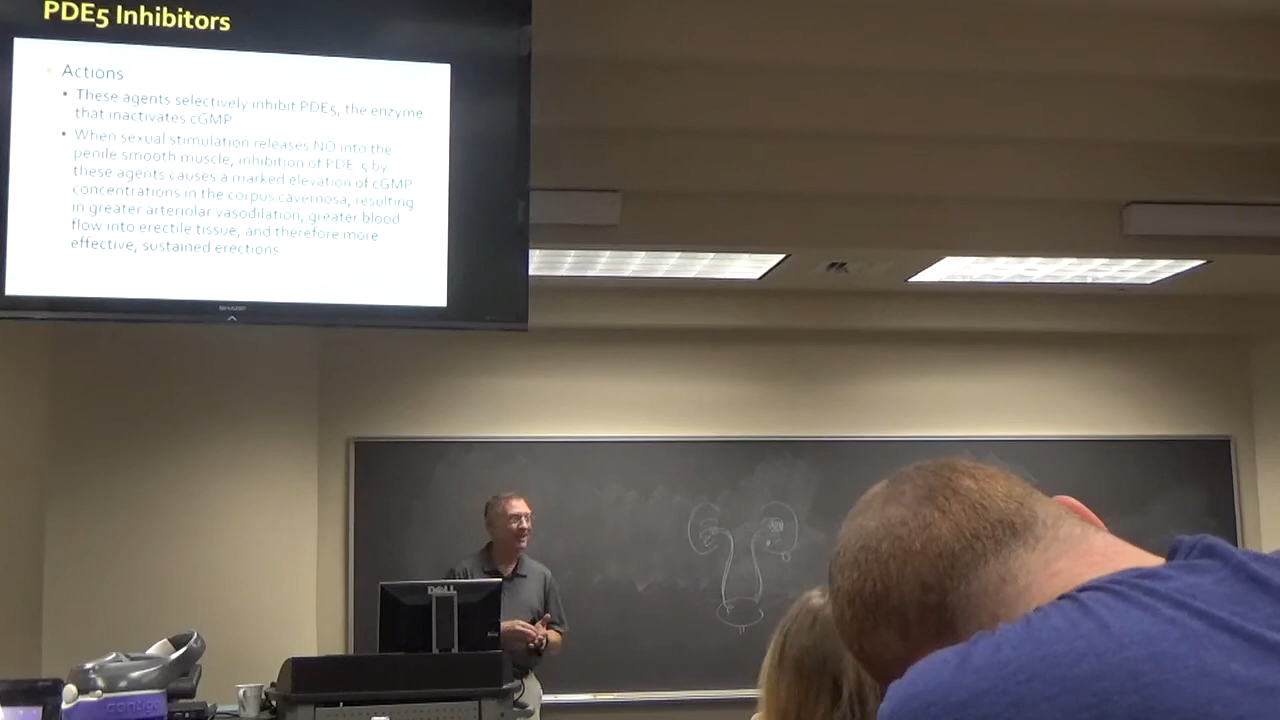 PDE5 Inhibitors
Actions
These agents selectively inhibit PDE5, the enzyme
that inactivates cGMP
When sexual stimulation releases NO into the
penile smooth muscle, inhibition of PDE 5 by
these agents causes a marked elevation of cGMP
concentrations in the corpus cavernosa, resulting
in greater arteriolar vasodilation, greater blood
flow into erectile tissue, and therefore more
effective, sustained erections
SHARP
DELL
contigo